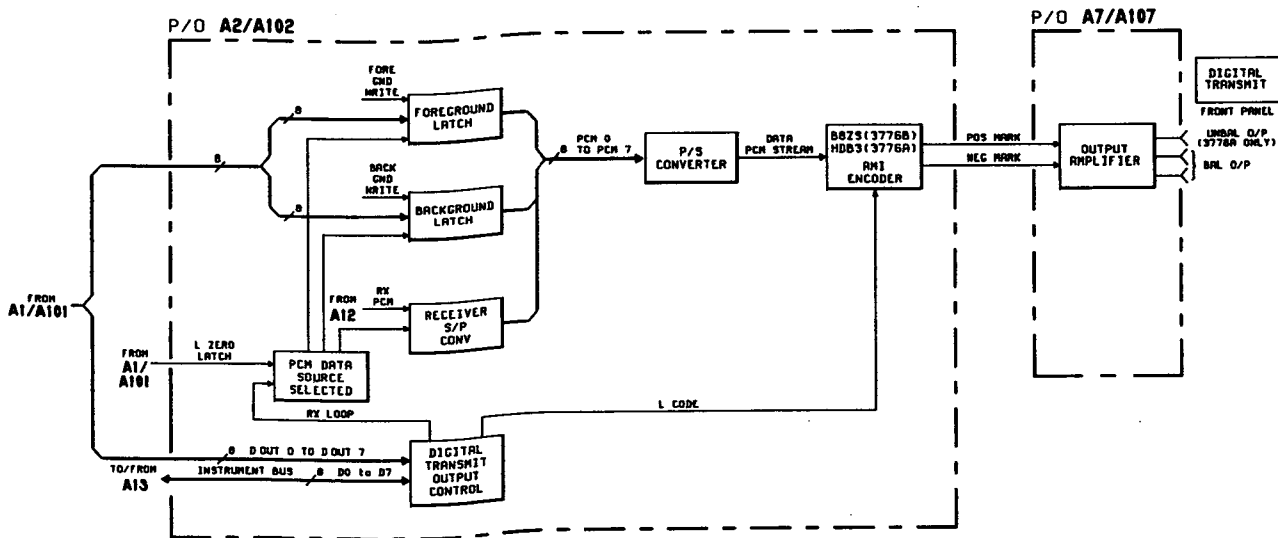 P/O A2/A102
P/O A7/A107
FORE
GND
WRITE
FOREGROUND
LATCH
8
8
BACK
GND
WRITE
BACKGROUND
LATCH
8
PCM 0
TO PCM 7
8
P/S
CONVERTER
DATA
PCM STREAM
B8ZS(3776B)
HDB3(3776A)
AMI
ENCODER
POS MARK
NEG MARK
OUTPUT
AMPLIFIER
DIGITAL
TRANSMIT
FRONT PANEL
UNBAL O/P
(3776A ONLY)
BAL O/P
FROM
A1/A101
FROM
A12
RX
PCM
RECEIVER
S/P
CONV
FROM
A1/
A101
L ZERO
LATCH
PCM DATA
SOURCE
SELECTED
RX LOOP
L CODE
8 D OUT 0 TO D OUT 7
TO/FROM
A13
INSTRUMENT BUS
8 D0 to D7
DIGITAL
TRANSMIT
OUTPUT
CONTROL